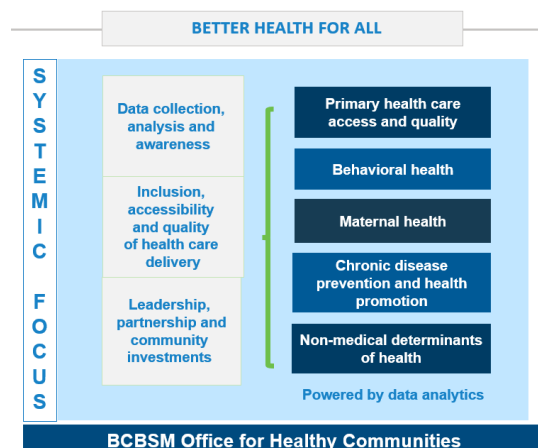 BETTER HEALTH FOR ALL
SYSTEMIC FOCUS
Data collection,
analysis and
awareness
Inclusion,
accessibility
and quality
of health care
delivery
Leadership,
partnership and
community
investments
Primary health care
access and quality
Behavioral health
Maternal health
Chronic disease
prevention and health
promotion
Non-medical determinants
of health
Powered by data analytics
BCBSM Office for Healthy Communities